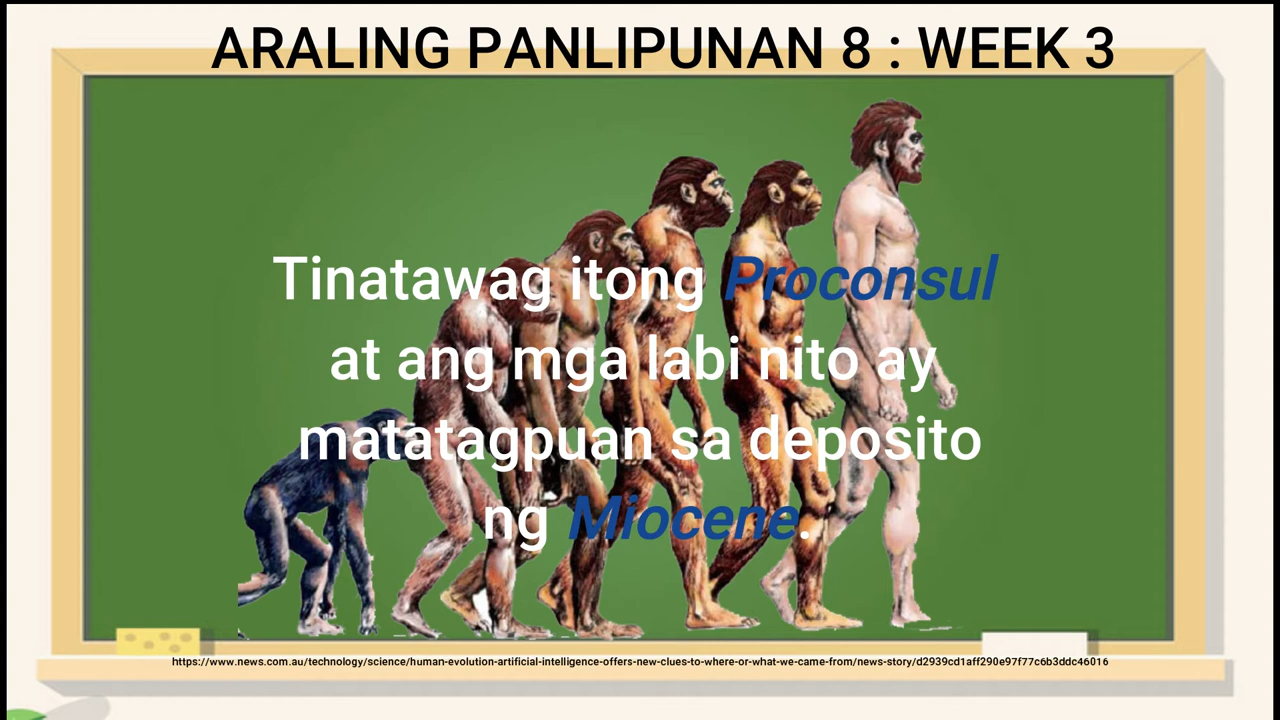 ARALING PANLIPUNAN 8 : WEEK 3
Tinatawag itong Proconsul
at ang mga labi nito ay
matatagpuan sa deposito
ng Miocene.
https://www.news.com.au/technology/science/human-evolution-artificial-intelligence-offers-new-clues-to-where-or-what-we-came-from/news-story/d2939cd1aff290e97f77c6b3ddc46016